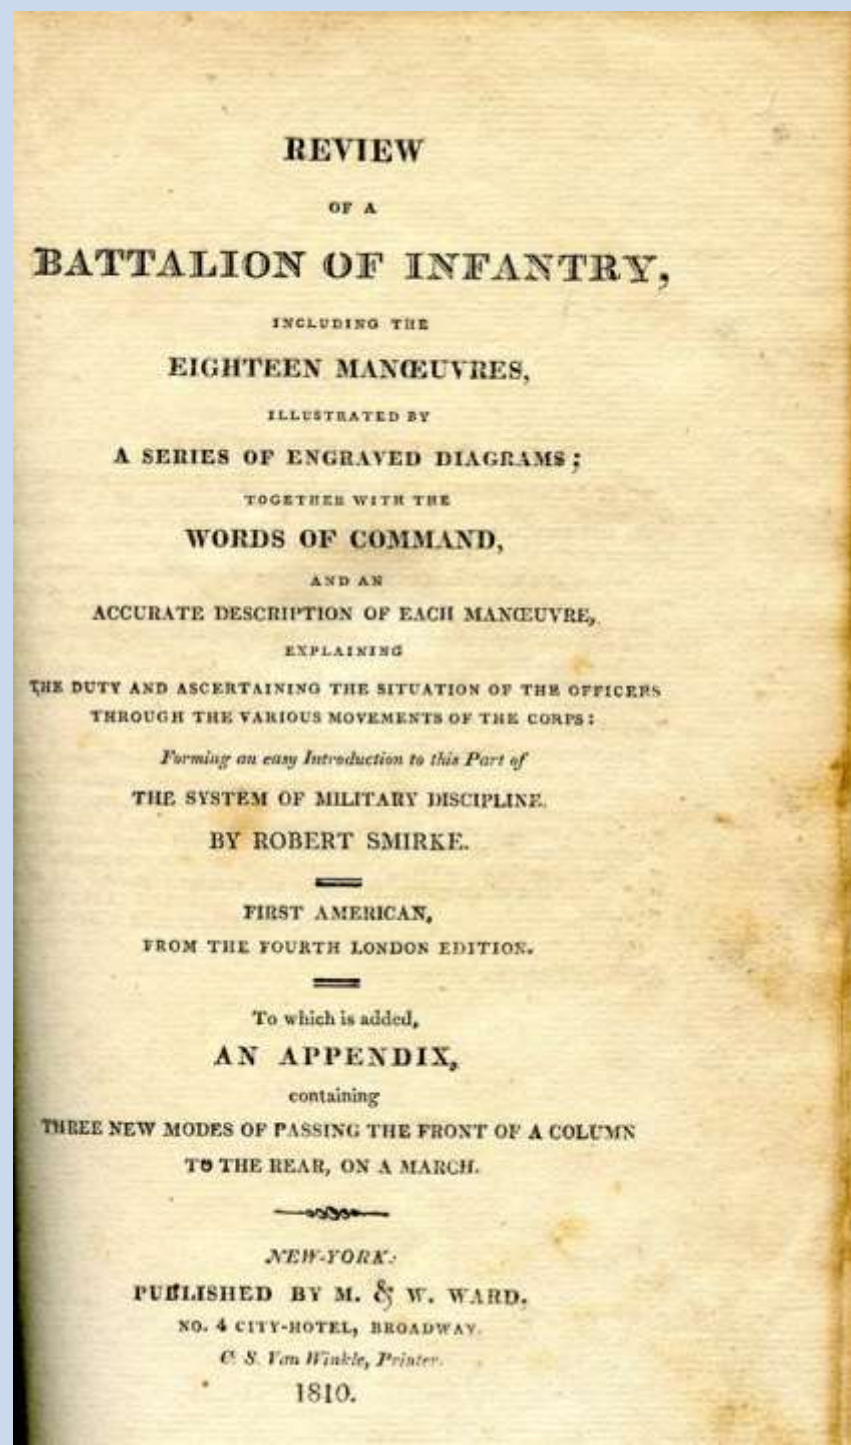 REVIEW
OF A
BATTALION OF INFANTRY,
INCLUDING THE
EIGHTEEN MANŒUVRES,
ILLUSTRATED BY
A SERIES OF ENGRAVED DIAGRAMS;
TOGETHER WITH THE
WORDS OF COMMAND,
AND AN
ACCURATE DESCRIPTION OF EACH MANŒUVRE,
EXPLAINING
THE DUTY AND ASCERTAINING THE SITUATION OF THE OFFICERS
THROUGH THE VARIOUS MOVEMENTS OF THE CORPS:
Forming an easy Introduction to this Part of
THE SYSTEM OF MILITARY DISCIPLINE.
BY ROBERT SMIRKE.
FIRST AMERICAN,
FROM THE FOURTH LONDON EDITION.
To which is added,
AN APPENDIX,
containing
THREE NEW MODES OF PASSING THE FRONT OF A COLUMN
TO THE REAR, ON A MARCH.
NEW-YORK:
PUBLISHED BY M. & W. WARD.
NO. 4 CITY-HOTEL, BROADWAY.
C. S. Van Winkle, Printer.
1810.